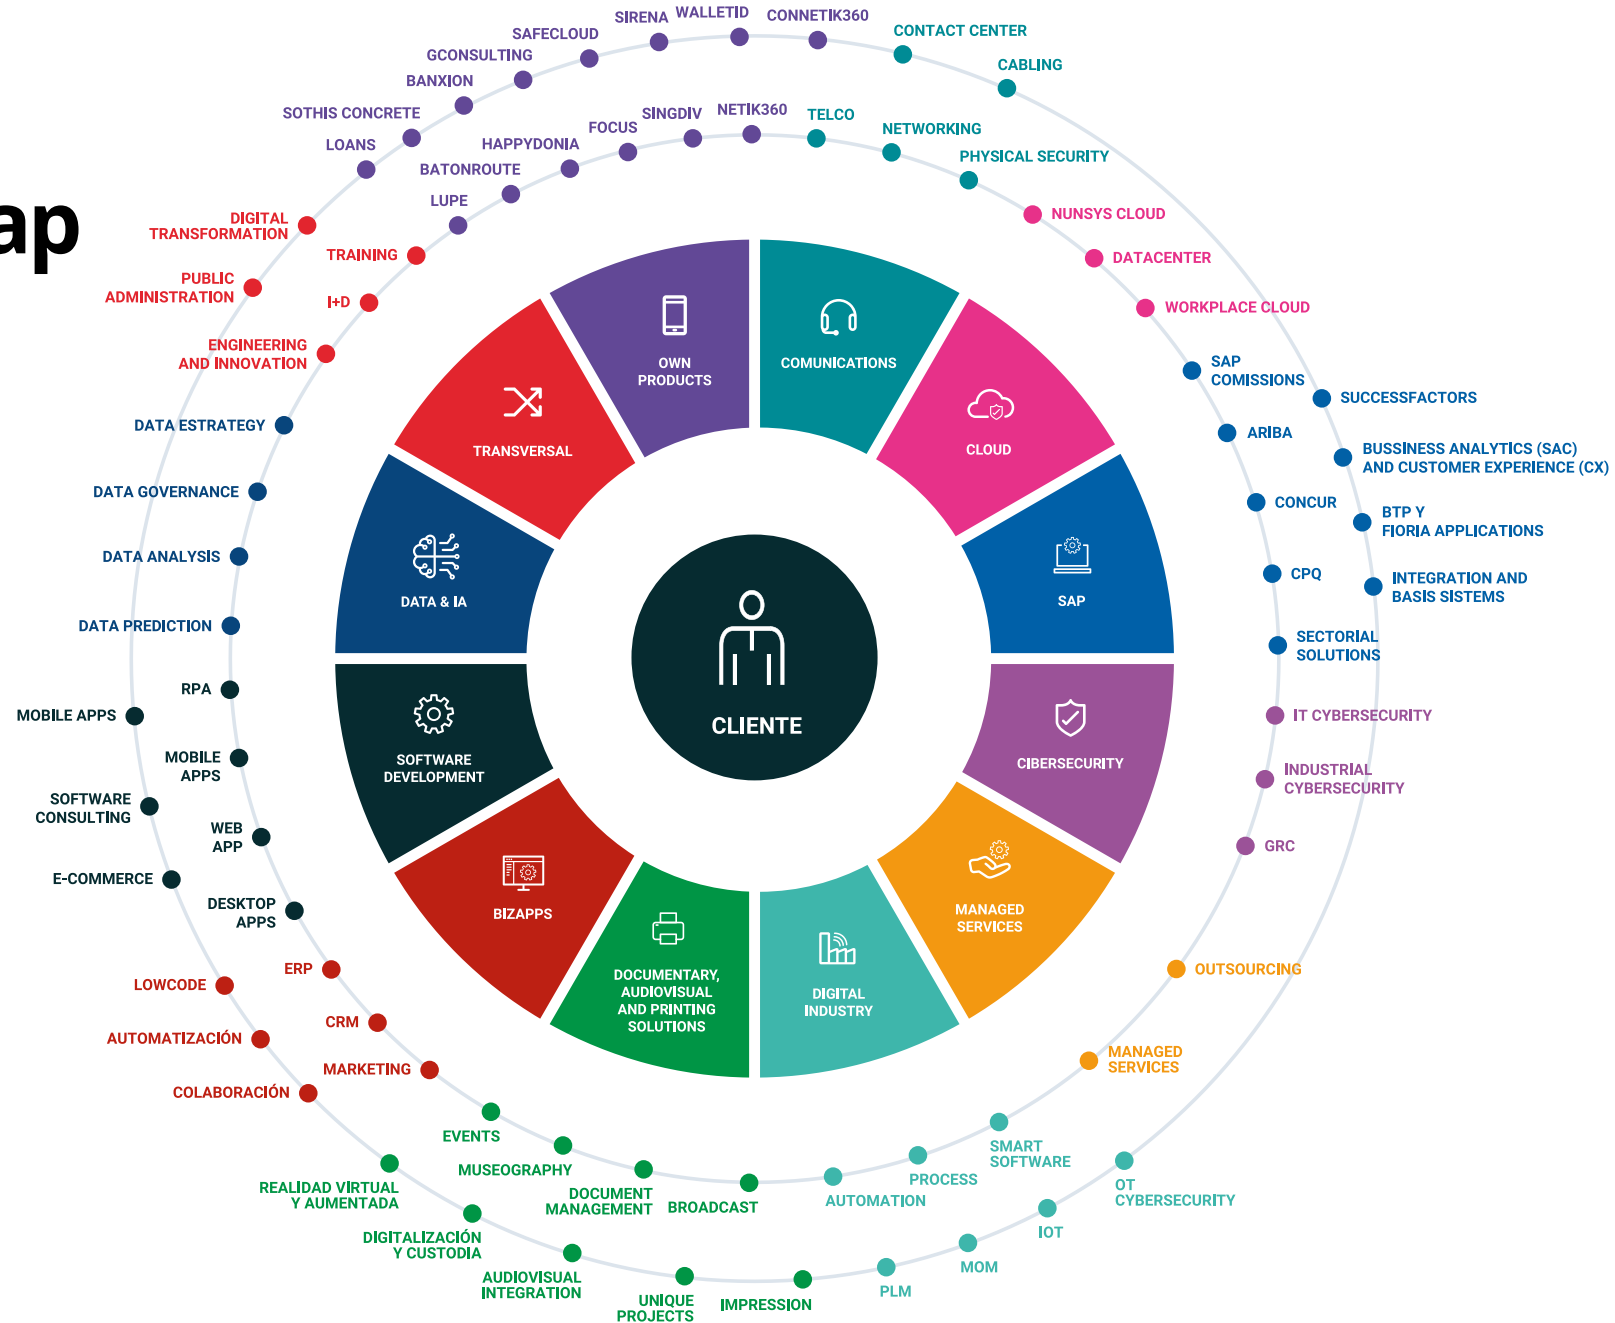 ap
SIRENA
WALLETID
CONNETIK360
SAFECLOUD
GCONSULTING
BANXION
SOTHIS CONCRETE
LOANS
CONTACT CENTER
CABLING
SINGDIV
NETIK360
FOCUS
HAPPYDONIA
BATONROUTE
LUPE
TELCO
NETWORKING
PHYSICAL SECURITY
DIGITAL
TRANSFORMATION
PUBLIC
ADMINISTRATION
TRAINING
I+D
ENGINEERING
AND INNOVATION
NUNSYS CLOUD
DATACENTER
WORKPLACE CLOUD
SAP
COMISSIONS
ARIBA
CONCUR
CPQ
SECTORIAL
SOLUTIONS
SUCCESSFACTORS
BUSSINESS ANALYTICS (SAC)
AND CUSTOMER EXPERIENCE (CX)
BTP Y
FIORIA APPLICATIONS
INTEGRATION AND
BASIS SISTEMS
DATA ESTRATEGY
DATA GOVERNANCE
DATA ANALYSIS
DATA PREDICTION
OWN
PRODUCTS
COMUNICATIONS
TRANSVERSAL
CLOUD
DATA & IA
SAP
CLIENTE
SOFTWARE
DEVELOPMENT
CIBERSECURITY
BIZAPPS
MANAGED
SERVICES
DOCUMENTARY,
AUDIOVISUAL
AND PRINTING
SOLUTIONS
DIGITAL
INDUSTRY
RPA
MOBILE APPS
MOBILE
APPS
SOFTWARE
CONSULTING
WEB
APP
E-COMMERCE
DESKTOP
APPS
IT CYBERSECURITY
INDUSTRIAL
CYBERSECURITY
GRC
OUTSOURCING
MANAGED
SERVICES
ERP
LOWCODE
CRM
AUTOMATIZACIÓN
MARKETING
COLABORACIÓN
EVENTS
MUSEOGRAPHY
DOCUMENT
MANAGEMENT
BROADCAST
REALIDAD VIRTUAL
Y AUMENTADA
DIGITALIZACIÓN
Y CUSTODIA
AUDIOVISUAL
INTEGRATION
UNIQUE
PROJECTS
IMPRESSION
SMART
SOFTWARE
PROCESS
AUTOMATION
OT
CYBERSECURITY
IOT
MOM
PLM